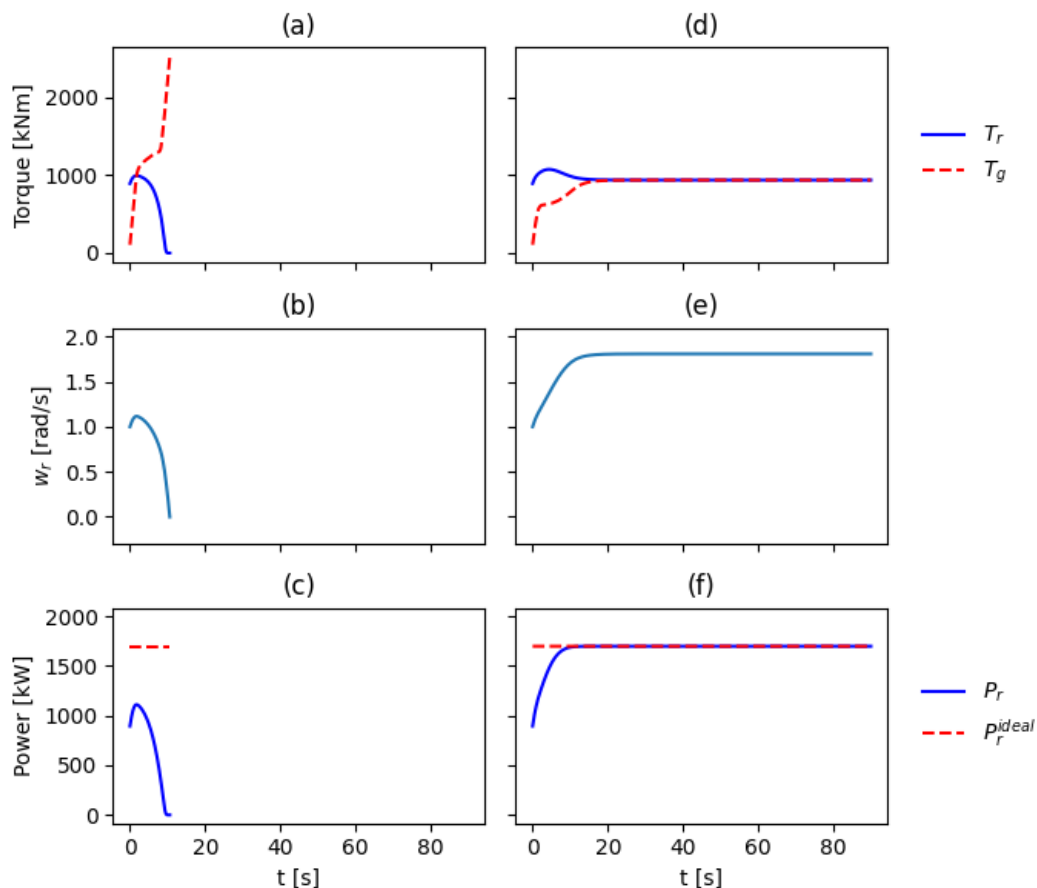 (a)
Torque [kNm]
2000
1000
0
(d)
T_r
T_g
(b)
w_r [rad/s]
2.0
1.5
1.0
0.5
0.0
(e)
(c)
Power [kW]
2000
1500
1000
500
0
0 20 40 60 80
t [s]
(f)
0 20 40 60 80
t [s]
P_r
P_r^{ideal}